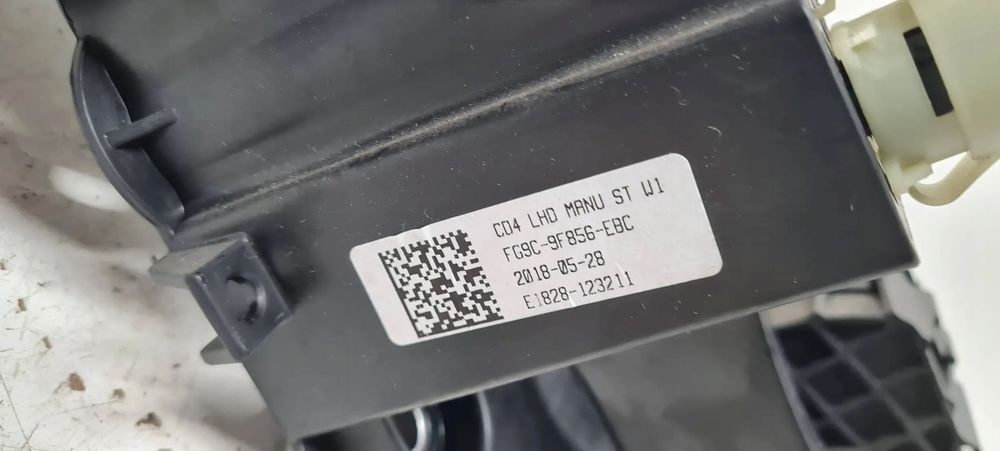 CD4 LHD MANU ST W1
FG9C-9F856-EBC
2018-05-28
E1828-123211